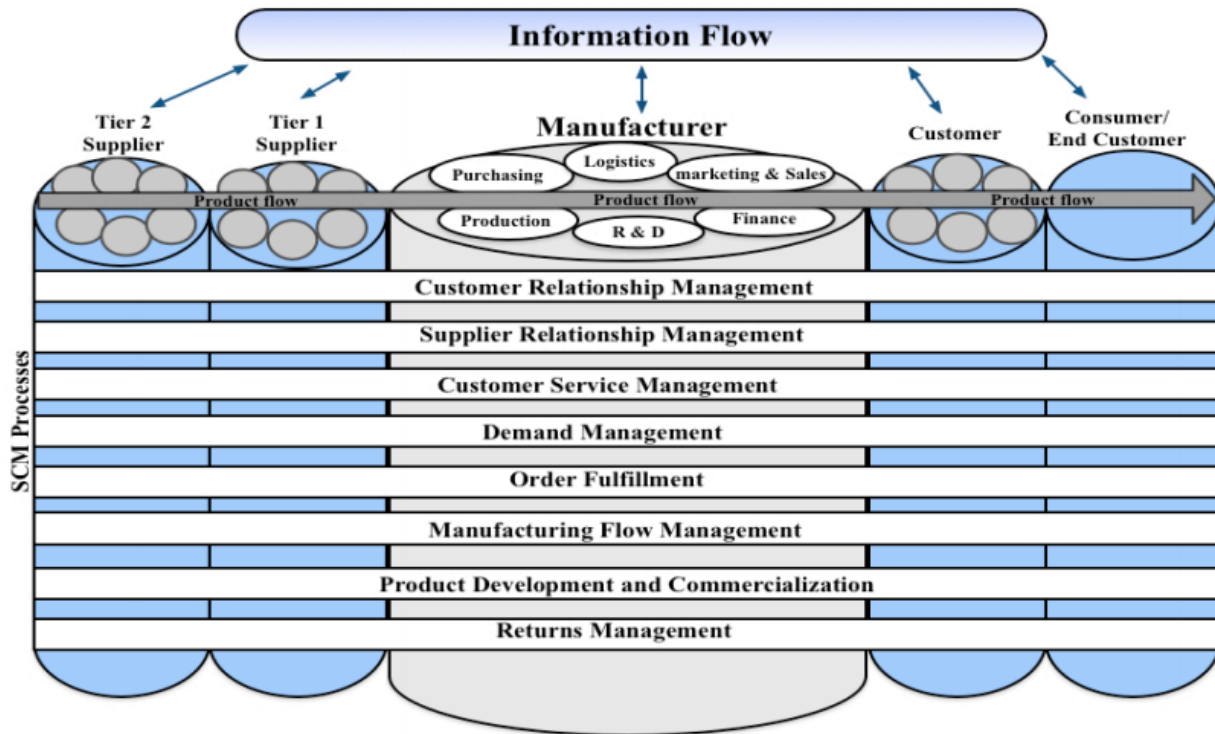 Information Flow
Tier 2
Supplier
Tier 1
Supplier
Manufacturer
Customer
Consumer/
End Customer
Purchasing
Logistics
marketing & Sales
Product flow
Product flow
Product flow
Product flow
Production
R & D
Finance
SCM Processes
Customer Relationship Management
Supplier Relationship Management
Customer Service Management
Demand Management
Order Fulfillment
Manufacturing Flow Management
Product Development and Commercialization
Returns Management